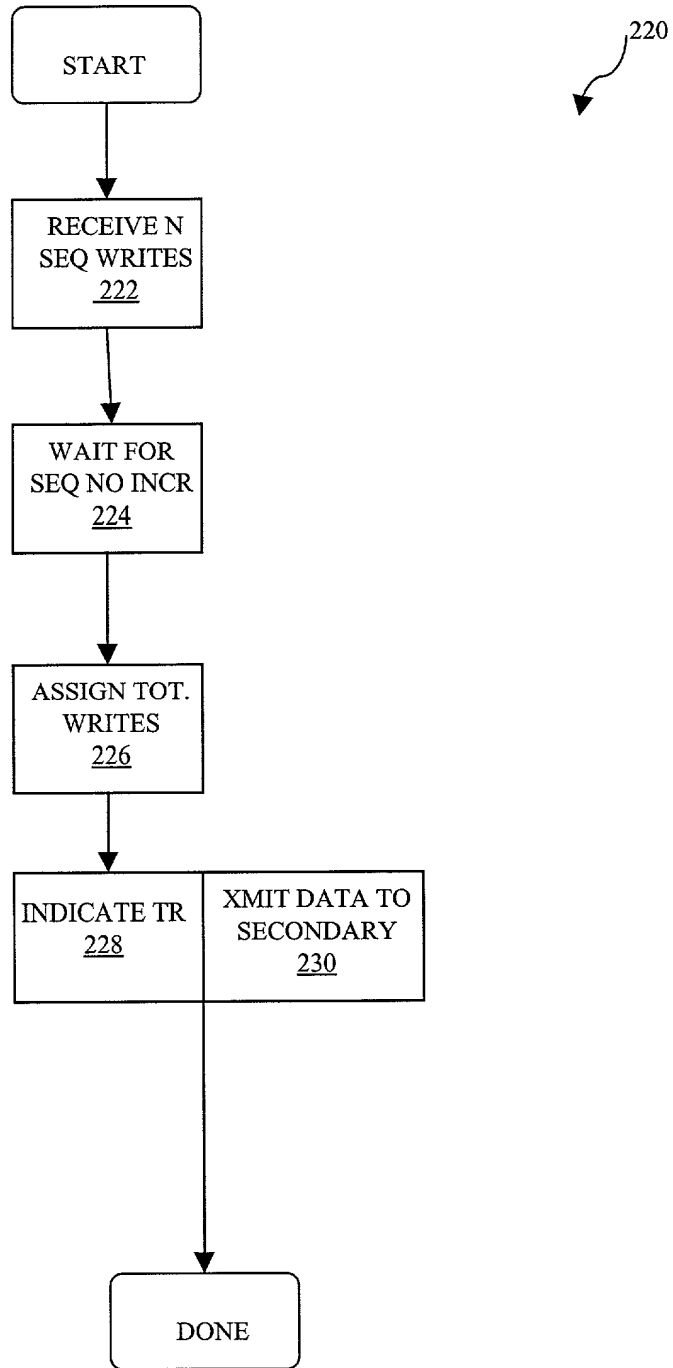 220
START
RECEIVE N
SEQ WRITES
222
WAIT FOR
SEQ NO INCR
224
ASSIGN TOT.
WRITES
226
INDICATE TR
228
XMIT DATA TO
SECONDARY
230
DONE